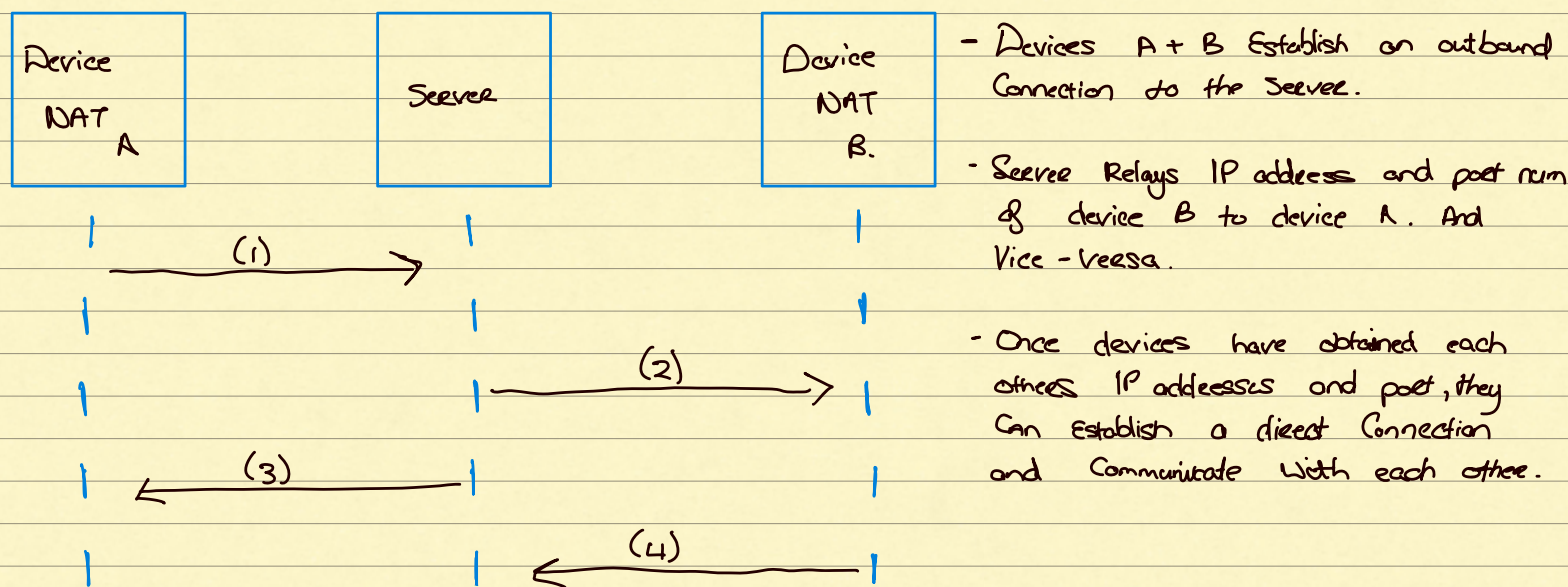 Device
NAT
A
Server
Device
NAT
B.
(1)
(2)
(3)
(4)
- Devices A + B Establish an outbound
Connection to the Server.
- Server Relays IP address and port num
of device B to device A. And
Vice - versa.
- Once devices have obtained each
others IP addresses and port, they
Can Establish a direct Connection
and Communicate with each other.